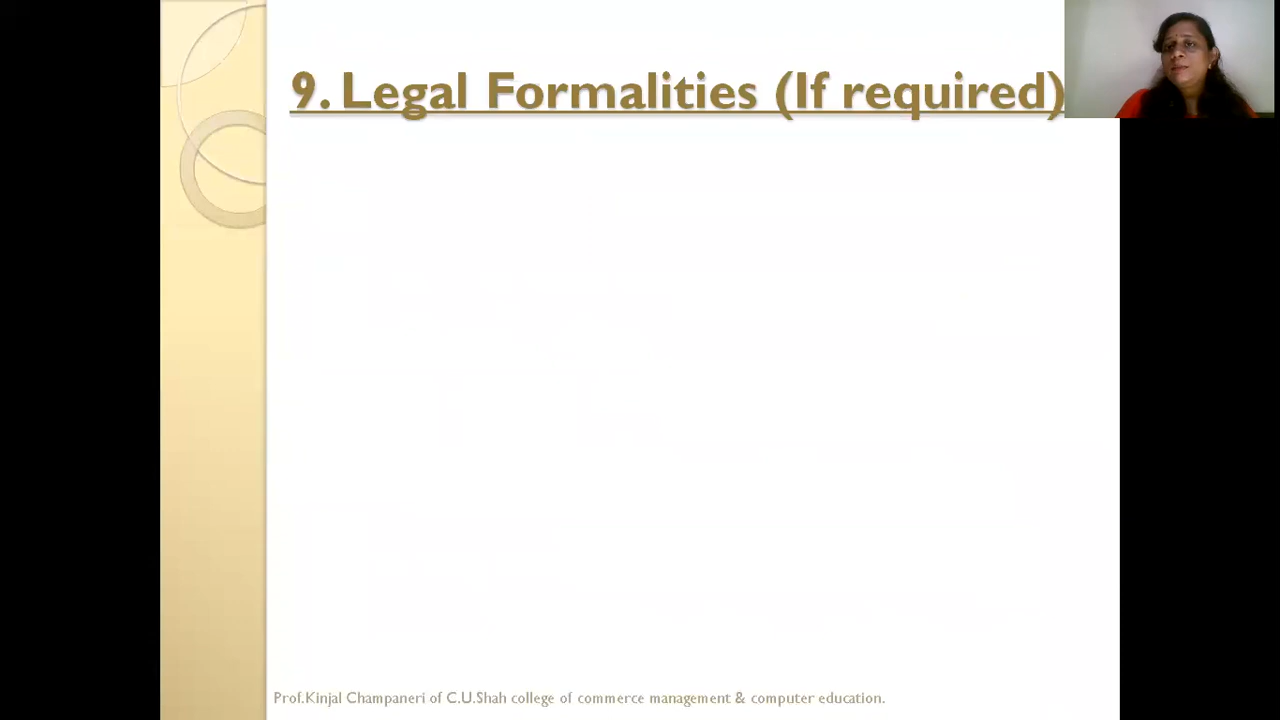 9. Legal Formalities (If required)
Prof.Kinjal Champaneri of C.U.Shah college of commerce management & computer education.